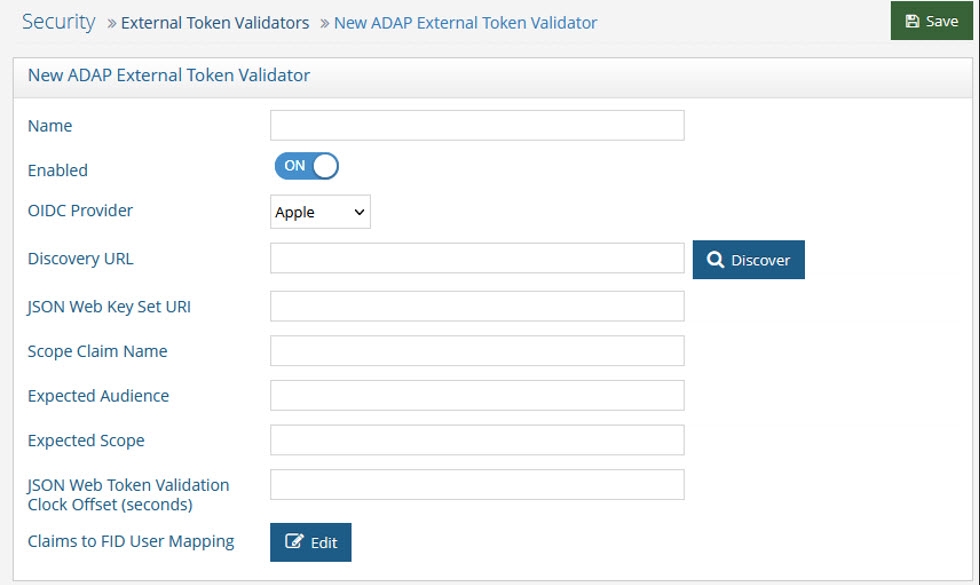 Security » External Token Validators » New ADAP External Token Validator Save
New ADAP External Token Validator
Name
Enabled ON
OIDC Provider Apple
Discovery URL Discover
JSON Web Key Set URI
Scope Claim Name
Expected Audience
Expected Scope
JSON Web Token Validation
Clock Offset (seconds)
Claims to FID User Mapping Edit